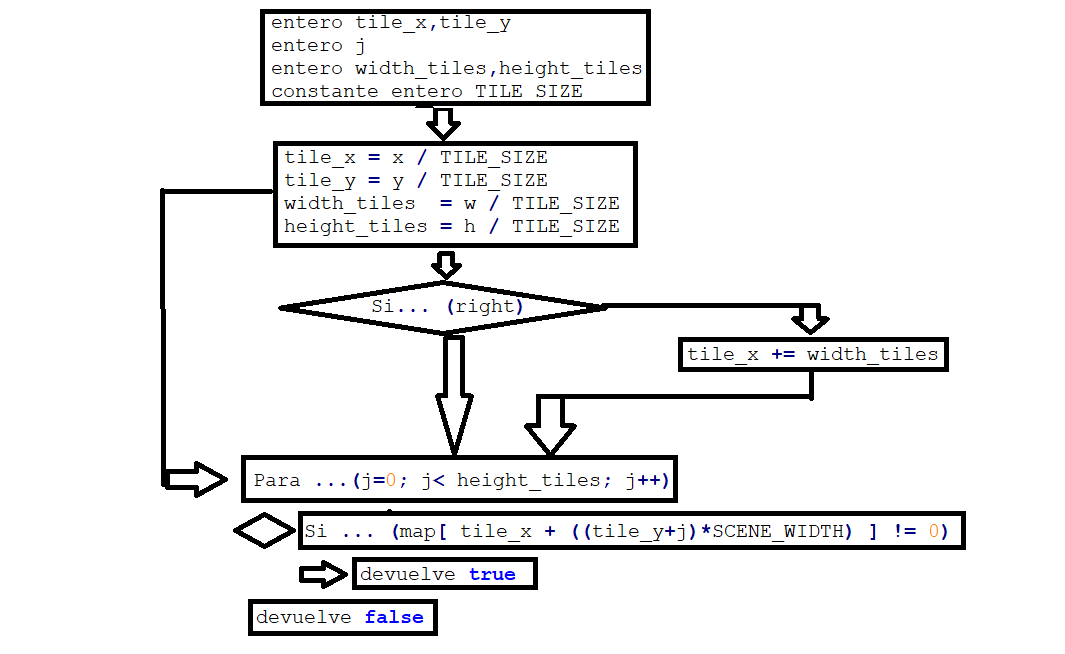 entero tile_x,tile_y
entero j
entero width_tiles,height_tiles
constante entero TILE SIZE
tile_x = x / TILE_SIZE
tile_y = y / TILE_SIZE
width_tiles  = w / TILE_SIZE
height_tiles = h / TILE_SIZE
Si... (right)
tile_x += width_tiles
Para ...(j=0; j< height_tiles; j++)
Si ... (map[ tile_x + ((tile_y+j)*SCENE_WIDTH) ] != 0)
devuelve true
devuelve false